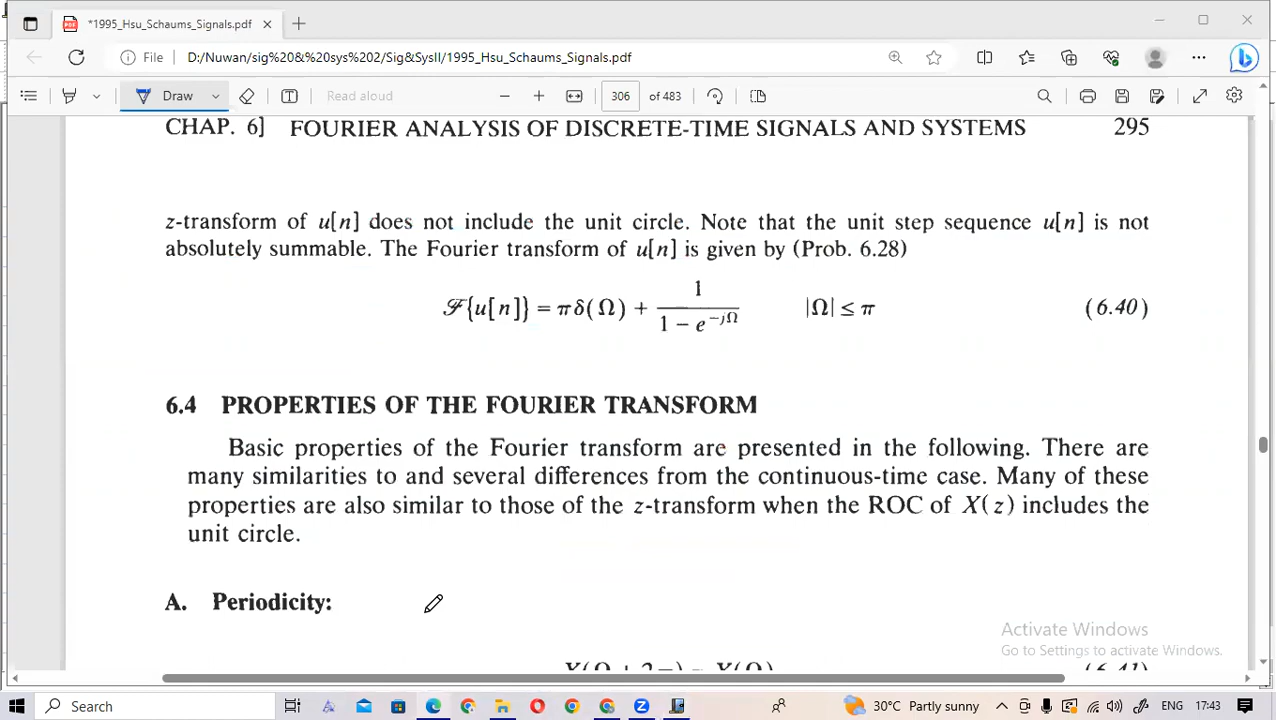 *1995_Hsu_Schaums_Signals.pdf
File D:/Nuwan/sig%20&%20sys%202/Sig&SysII/1995_Hsu_Schaums_Signals.pdf
Draw Read aloud 306 of 483
CHAP. 6] FOURIER ANALYSIS OF DISCRETE-TIME SIGNALS AND SYSTEMS 295
z-transform of u[n] does not include the unit circle. Note that the unit step sequence u[n] is not
absolutely summable. The Fourier transform of u[n] is given by (Prob. 6.28)
ℱ{u[n]} = πδ(Ω) + 1/(1 − e^{−jΩ}) |Ω| ≤ π (6.40)
6.4 PROPERTIES OF THE FOURIER TRANSFORM
Basic properties of the Fourier transform are presented in the following. There are
many similarities to and several differences from the continuous-time case. Many of these
properties are also similar to those of the z-transform when the ROC of X(z) includes the
unit circle.
A. Periodicity:
Activate Windows
Go to Settings to activate Windows.
X(Ω + 2π) = X(Ω) (6.41)
Search 30°C Partly sunny ENG 17:43